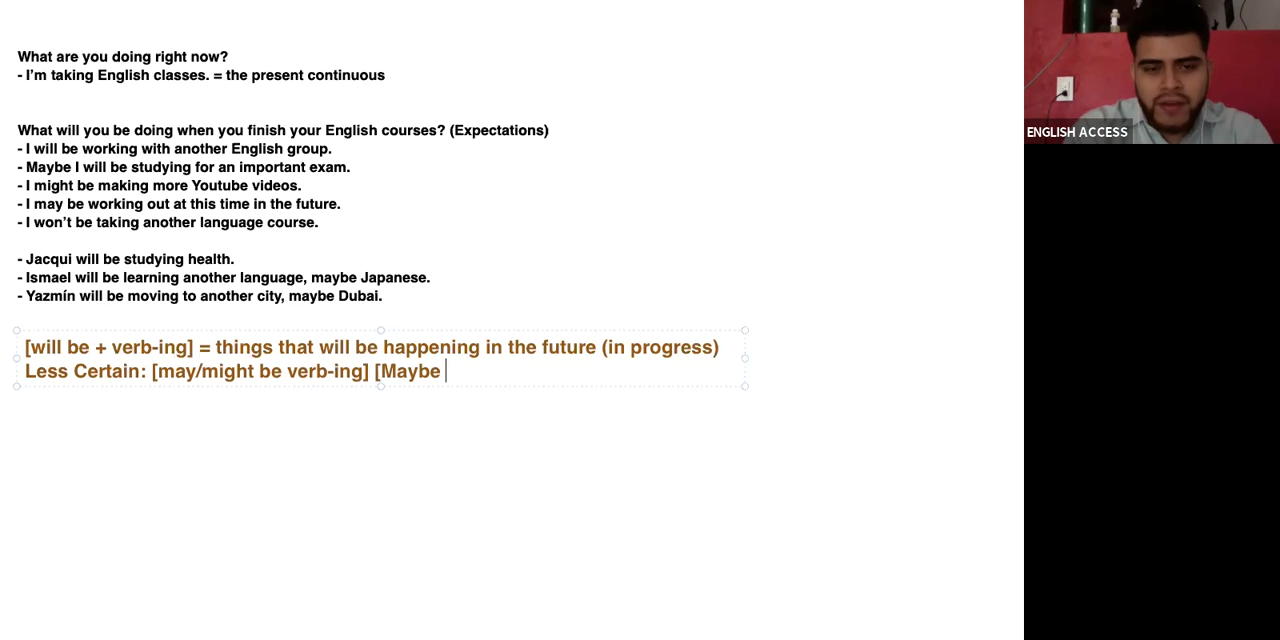 What are you doing right now?
- I’m taking English classes. = the present continuous
What will you be doing when you finish your English courses? (Expectations)
- I will be working with another English group.
- Maybe I will be studying for an important exam.
- I might be making more Youtube videos.
- I may be working out at this time in the future.
- I won’t be taking another language course.
- Jacqui will be studying health.
- Ismael will be learning another language, maybe Japanese.
- Yazmín will be moving to another city, maybe Dubai.
[will be + verb-ing] = things that will be happening in the future (in progress)
Less Certain: [may/might be verb-ing] [Maybe
ENGLISH ACCESS